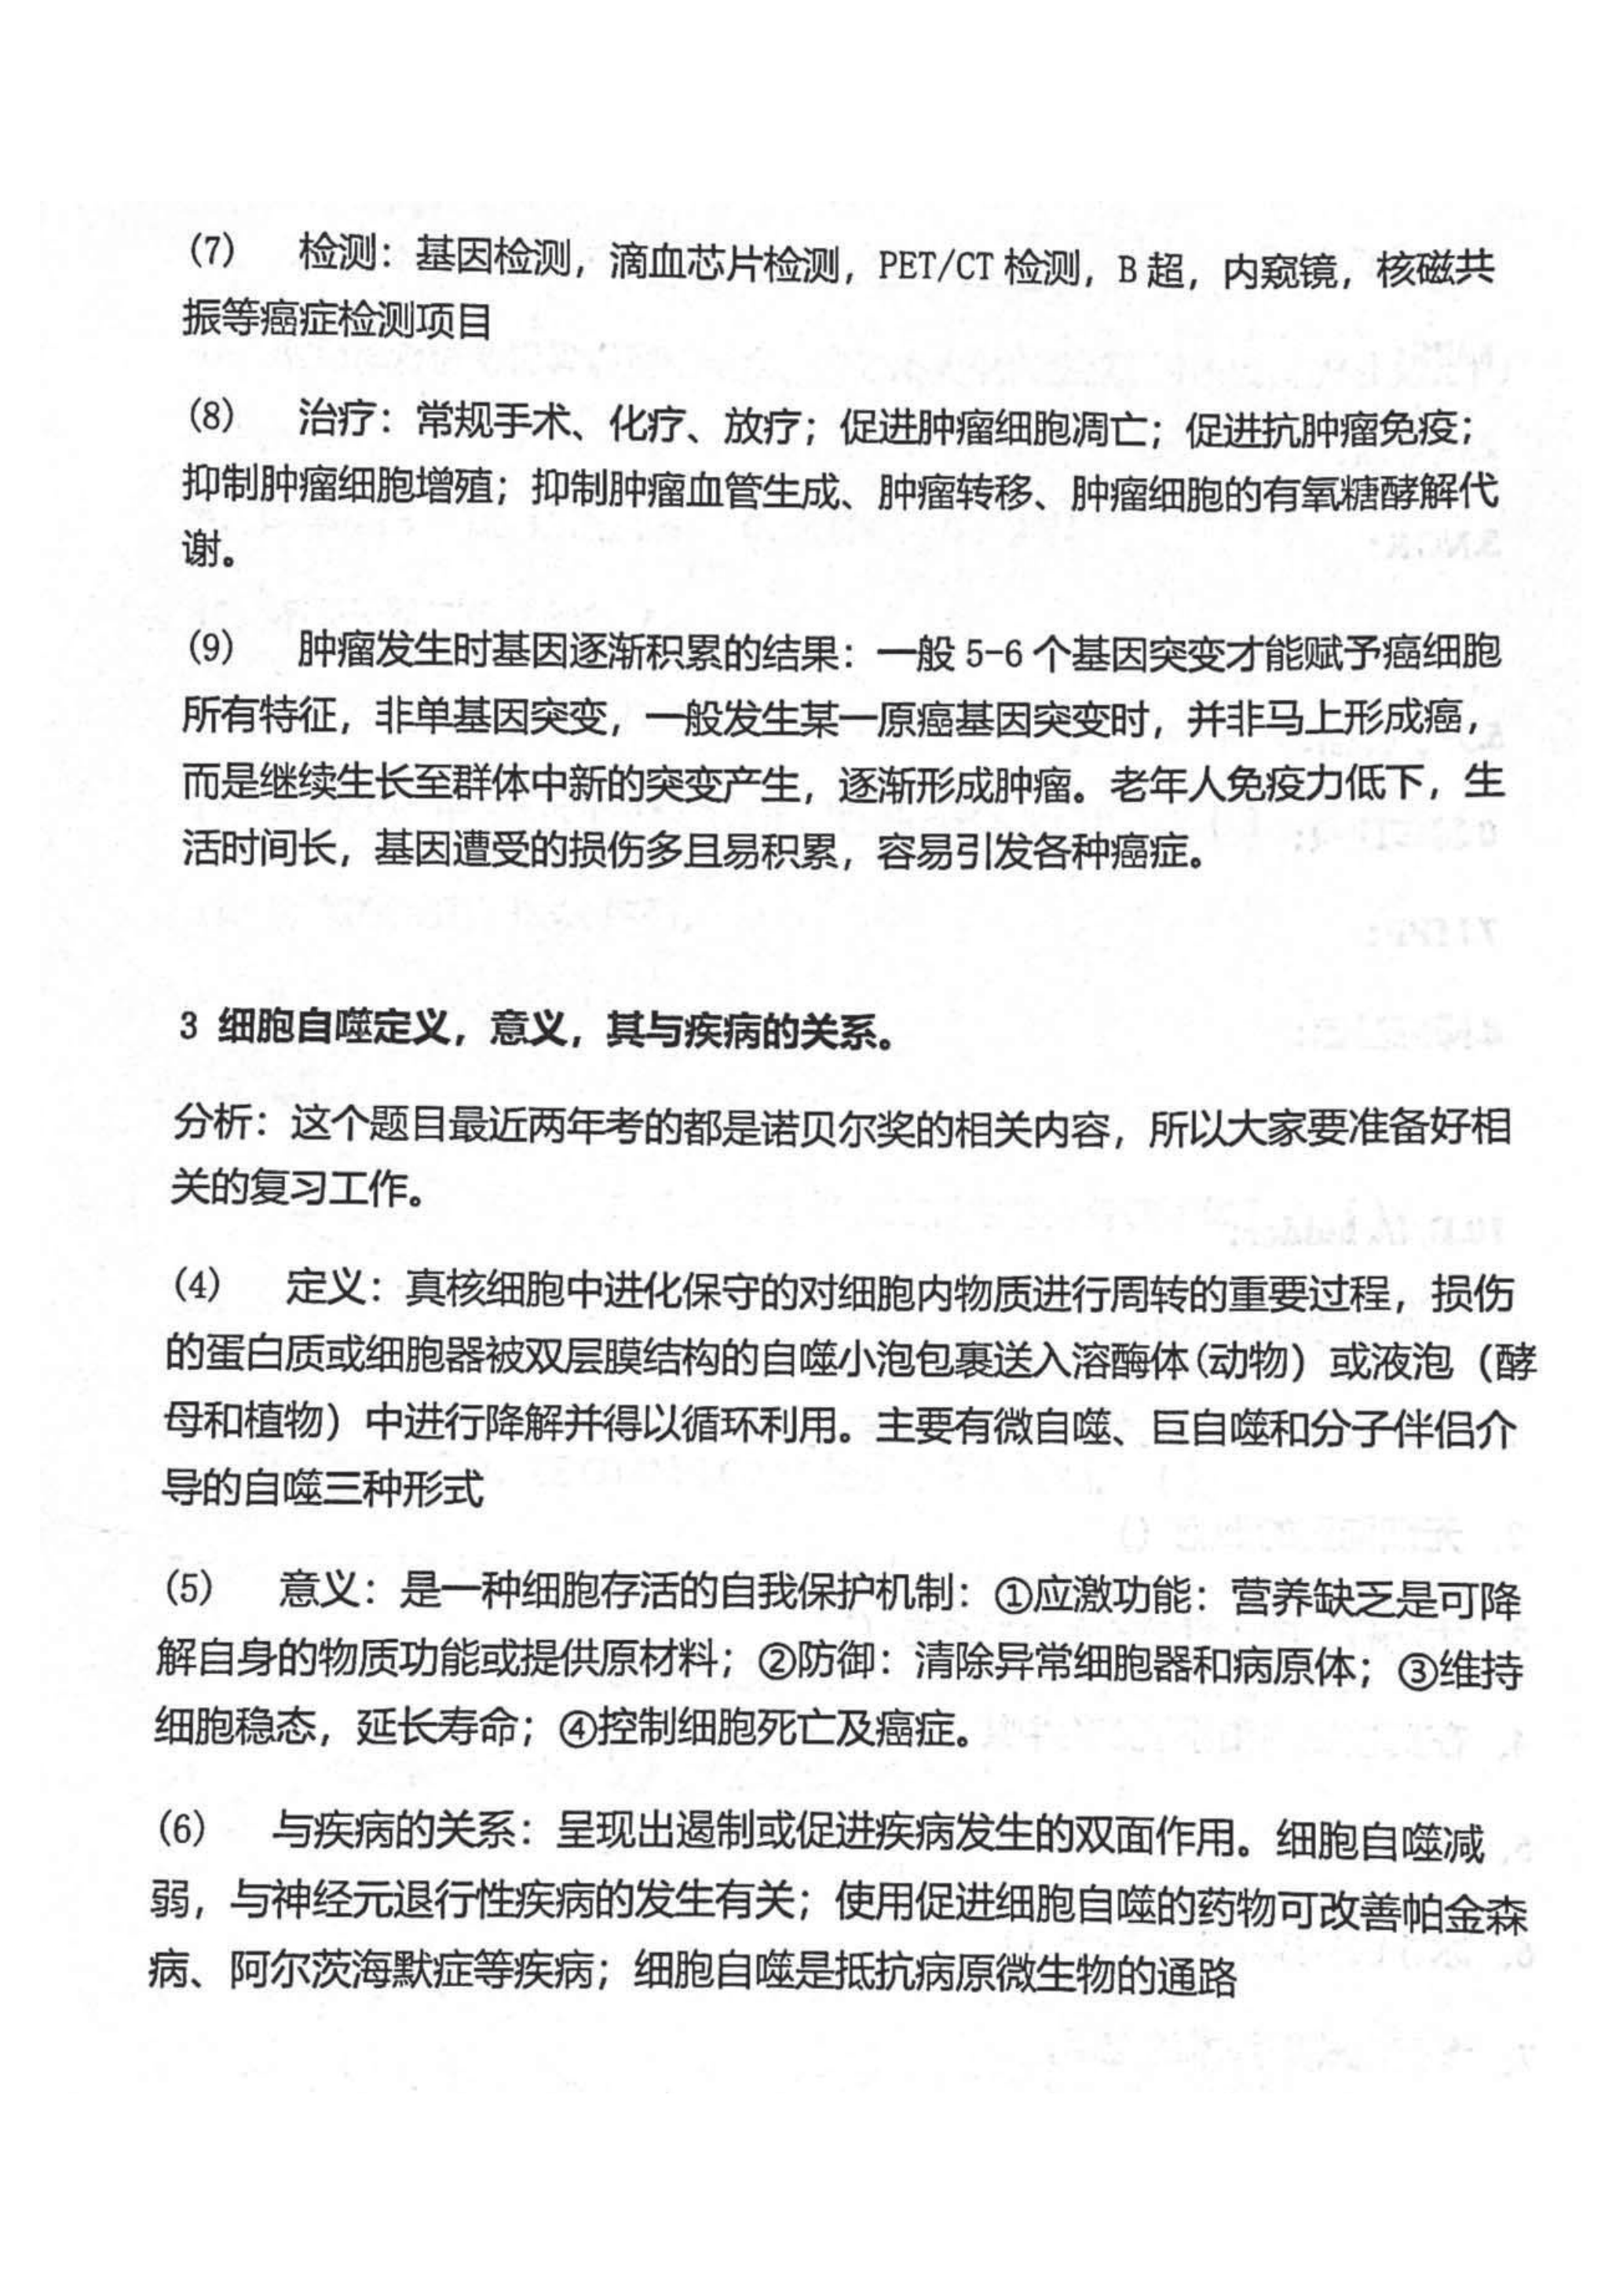 (7) 检测：基因检测，滴血芯片检测，PET/CT 检测，B 超，内窥镜，核磁共
振等癌症检测项目
(8) 治疗：常规手术、化疗、放疗；促进肿瘤细胞凋亡；促进抗肿瘤免疫；
抑制肿瘤细胞增殖；抑制肿瘤血管生成、肿瘤转移、肿瘤细胞的有氧糖酵解代
谢。
(9) 肿瘤发生时基因逐渐积累的结果：一般 5-6 个基因突变才能赋予癌细胞
所有特征，非单基因突变，一般发生某一原癌基因突变时，并非马上形成癌，
而是继续生长至群体中新的突变产生，逐渐形成肿瘤。老年人免疫力低下，生
活时间长，基因遭受的损伤多且易积累，容易引发各种癌症。
3 细胞自噬定义，意义，其与疾病的关系。
分析：这个题目最近两年考的都是诺贝尔奖的相关内容，所以大家要准备好相
关的复习工作。
(4) 定义：真核细胞中进化保守的对细胞内物质进行周转的重要过程，损伤
的蛋白质或细胞器被双层膜结构的自噬小泡包裹送入溶酶体(动物）或液泡（酵
母和植物）中进行降解并得以循环利用。主要有微自噬、巨自噬和分子伴侣介
导的自噬三种形式
(5) 意义：是一种细胞存活的自我保护机制：①应激功能：营养缺乏是可降
解自身的物质功能或提供原材料；②防御：清除异常细胞器和病原体；③维持
细胞稳态，延长寿命；④控制细胞死亡及癌症。
(6) 与疾病的关系：呈现出遏制或促进疾病发生的双面作用。细胞自噬减
弱，与神经元退行性疾病的发生有关；使用促进细胞自噬的药物可改善帕金森
病、阿尔茨海默症等疾病；细胞自噬是抵抗病原微生物的通路